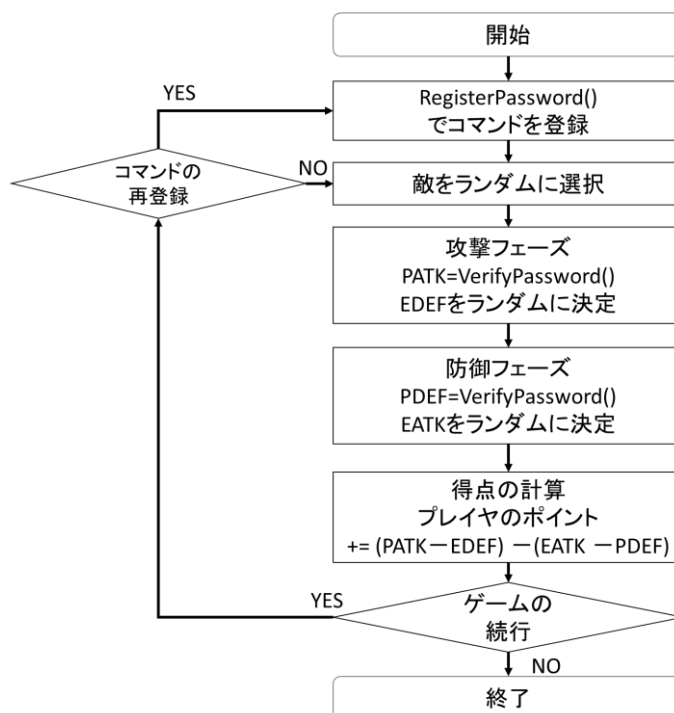 開始
YES
RegisterPassword()
でコマンドを登録
コマンドの
再登録
NO
敵をランダムに選択
攻撃フェーズ
PATK=VerifyPassword()
EDEFをランダムに決定
防御フェーズ
PDEF=VerifyPassword()
EATKをランダムに決定
得点の計算
プレイヤのポイント
+= (PATK－EDEF) －(EATK －PDEF)
YES
ゲームの
続行
NO
終了